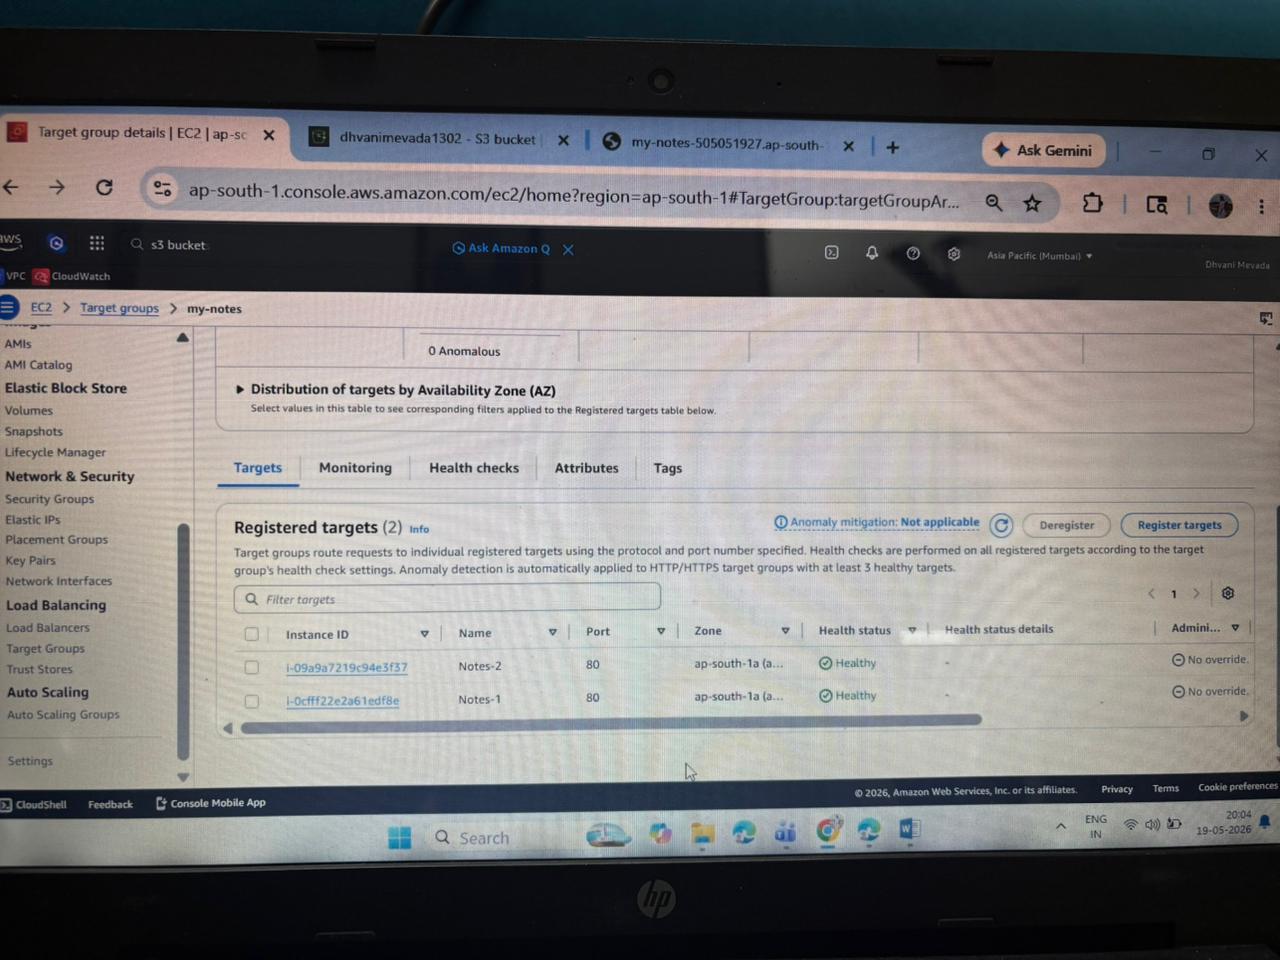 Target group details | EC2 | ap-sc
dhvanimevada1302 - S3 bucket
my-notes-505051927.ap-south-
Ask Gemini
ap-south-1.console.aws.amazon.com/ec2/home?region=ap-south-1#TargetGroup:targetGroupAr...
aws
s3 bucket
Ask Amazon Q
Asia Pacific (Mumbai)
Dhvani Mevada
VPC
CloudWatch
EC2 > Target groups > my-notes
AMIs
AMI Catalog
Elastic Block Store
Volumes
Snapshots
Lifecycle Manager
Network & Security
Security Groups
Elastic IPs
Placement Groups
Key Pairs
Network Interfaces
Load Balancing
Load Balancers
Target Groups
Trust Stores
Auto Scaling
Auto Scaling Groups
Settings
0 Anomalous
Distribution of targets by Availability Zone (AZ)
Select values in this table to see corresponding filters applied to the Registered targets table below.
Targets Monitoring Health checks Attributes Tags
Registered targets (2) Info
Anomaly mitigation: Not applicable
Deregister
Register targets
Target groups route requests to individual registered targets using the protocol and port number specified. Health checks are performed on all registered targets according to the target
group's health check settings. Anomaly detection is automatically applied to HTTP/HTTPS target groups with at least 3 healthy targets.
Filter targets
1
Instance ID Name Port Zone Health status Health status details Admini...
i-09a9a7219c94e3f37 Notes-2 80 ap-south-1a (a... Healthy - No override.
i-0cfff22e2a61edf8e Notes-1 80 ap-south-1a (a... Healthy - No override.
CloudShell Feedback Console Mobile App
© 2026, Amazon Web Services, Inc. or its affiliates. Privacy Terms Cookie preferences
Search
ENG
IN
20:04
19-05-2026
hp